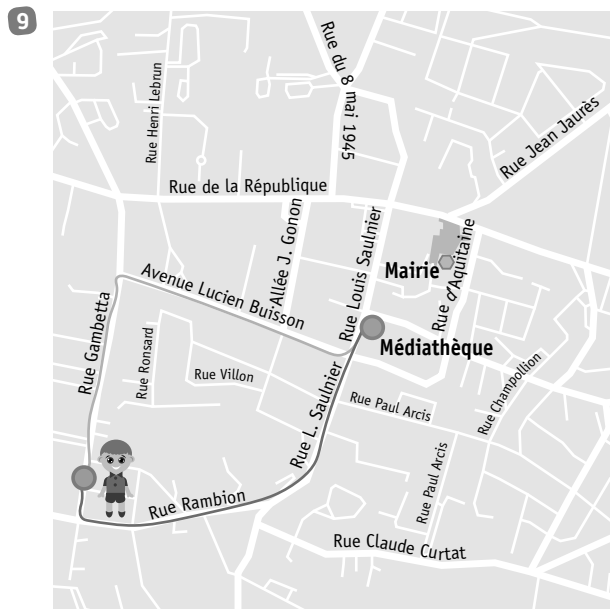 9
Rue du 8 mai 1945
Rue Henri Lebrun
Rue Jean Jaurès
Rue de la République
Allée J. Gonon
Rue Louis Saulnier
Mairie
Rue d'Aquitaine
Avenue Lucien Buisson
Rue Gambetta
Médiathèque
Rue Ronsard
Rue Villon
Rue L. Saulnier
Rue Paul Arcis
Rue Champollion
Rue Paul Arcis
Rue Rambion
Rue Claude Curtat